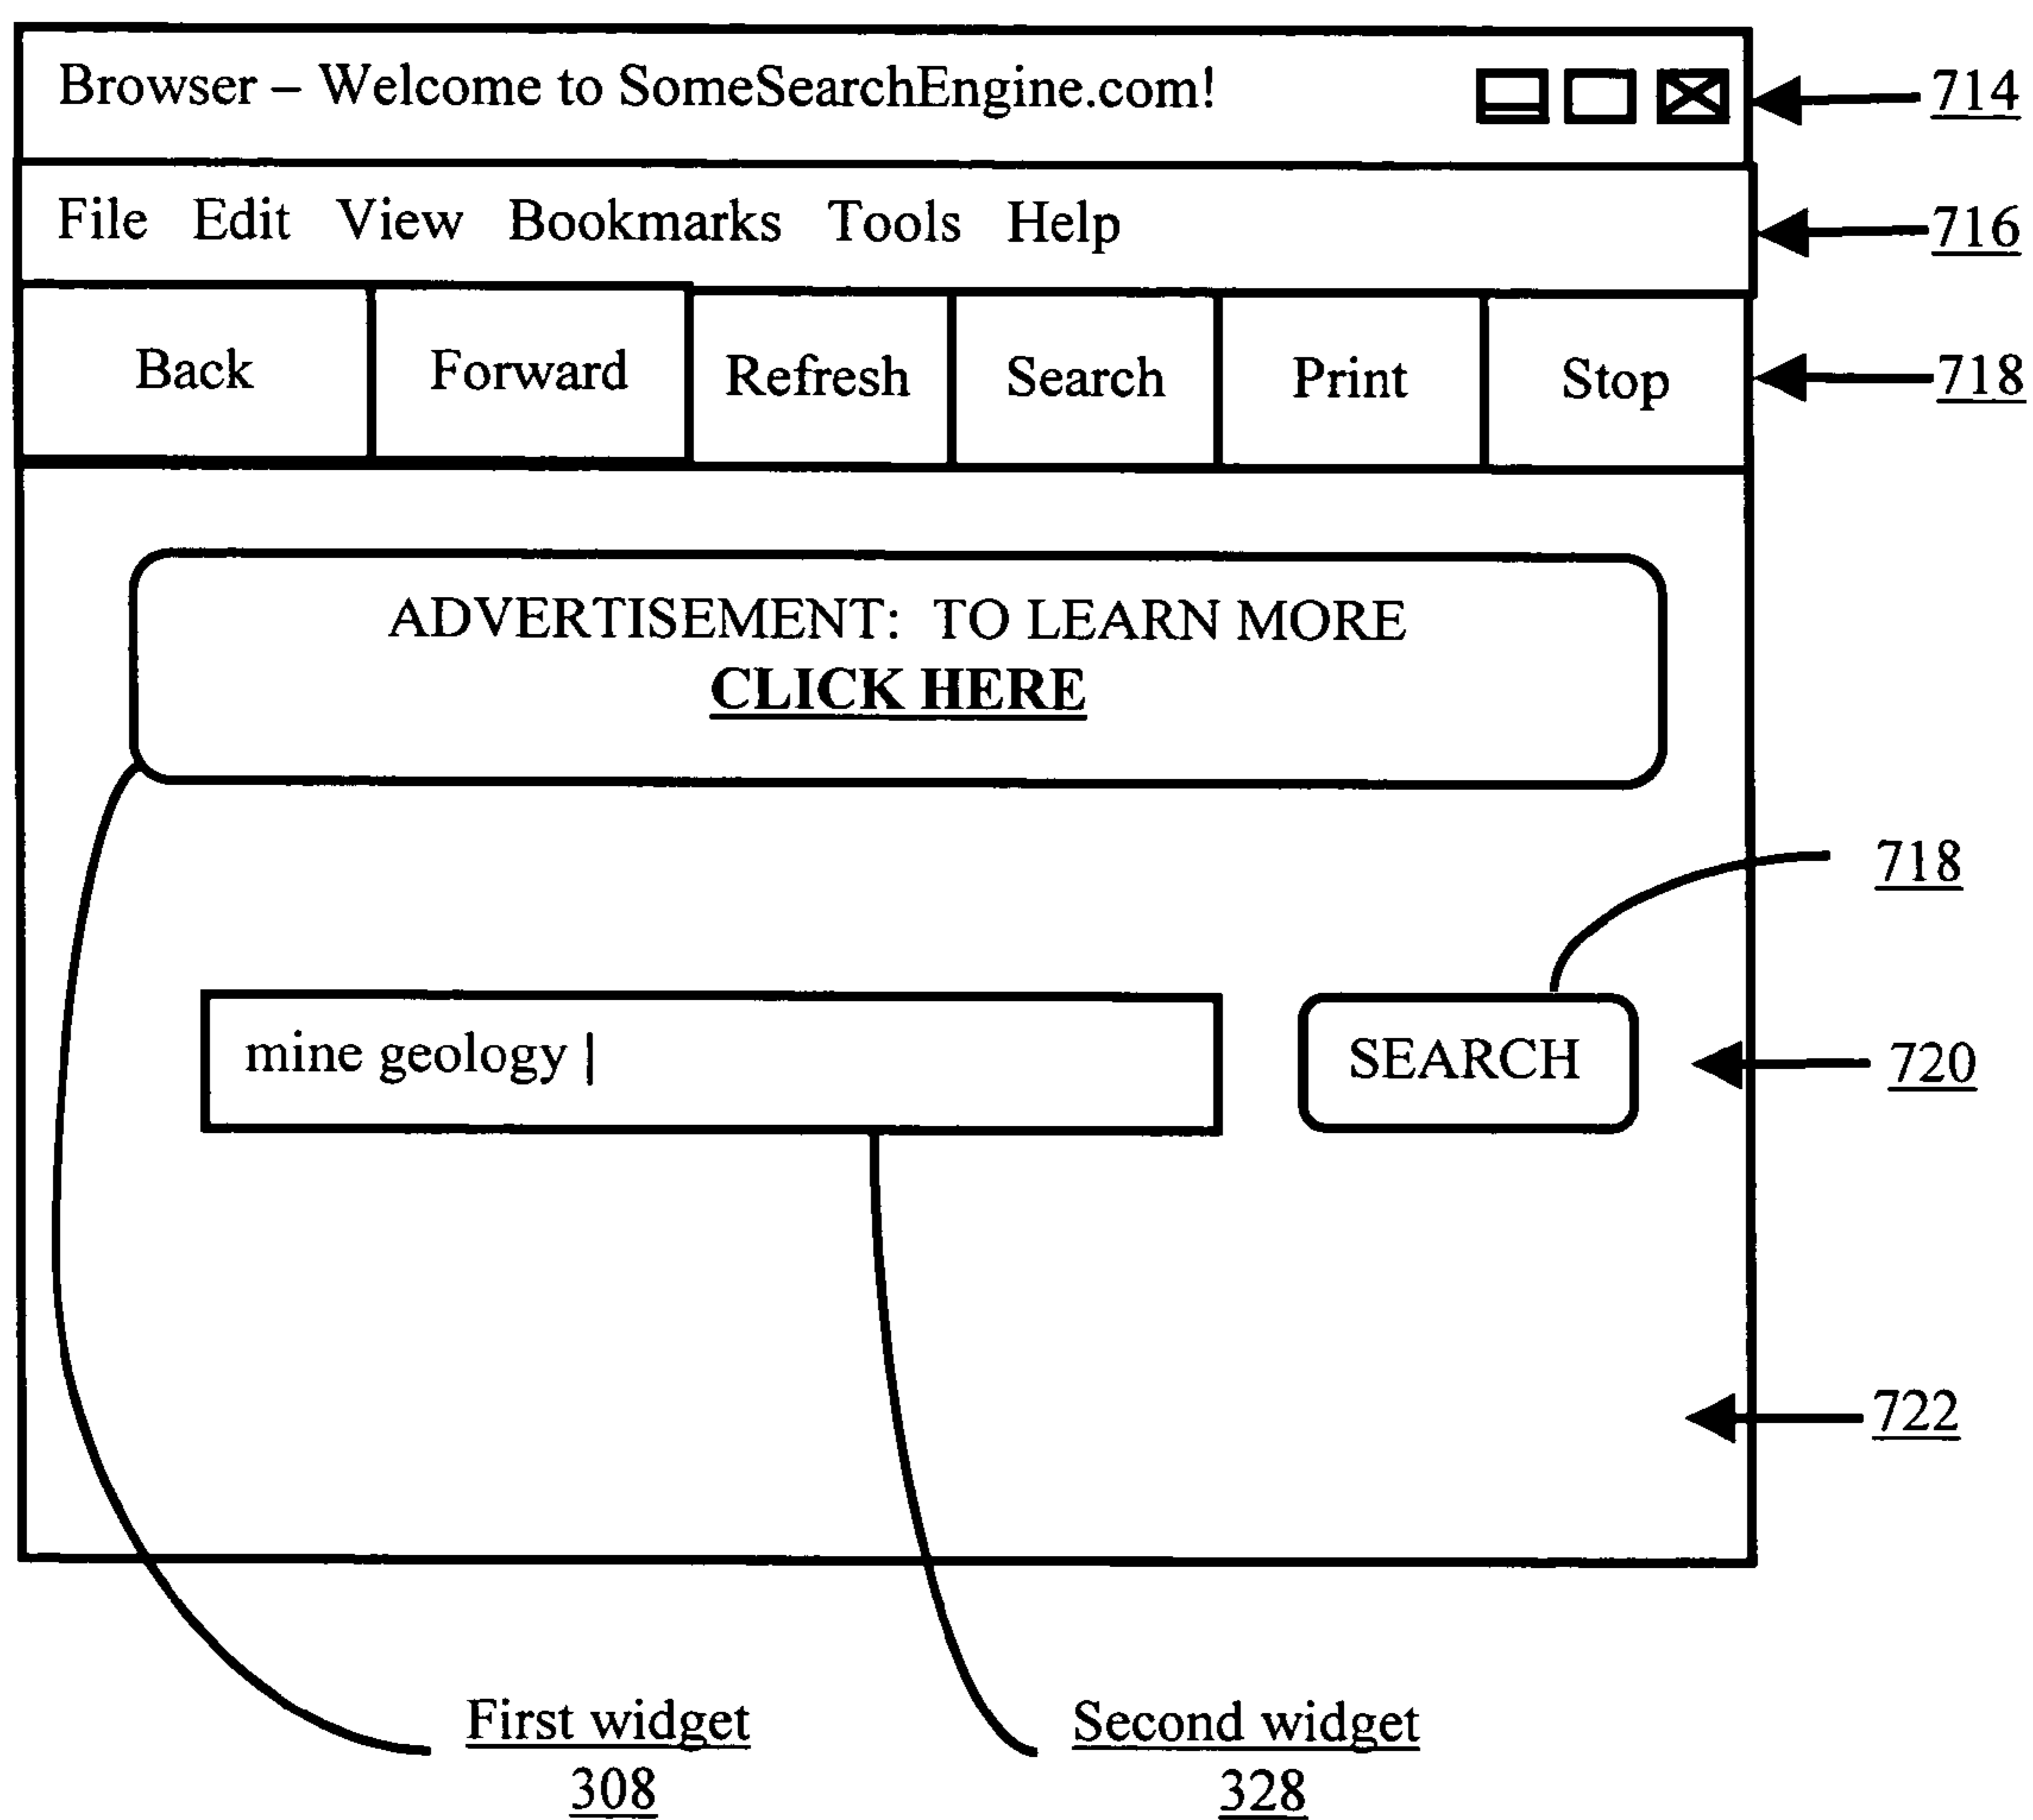 Browser – Welcome to SomeSearchEngine.com! 714
File Edit View Bookmarks Tools Help 716
Back Forward Refresh Search Print Stop 718
ADVERTISEMENT: TO LEARN MORE
CLICK HERE
718
mine geology | SEARCH 720
722
First widget Second widget
308 328